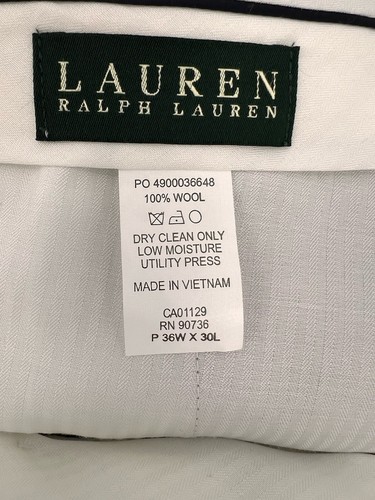 LAUREN
RALPH LAUREN
PO 4900036648
100% WOOL
DRY CLEAN ONLY
LOW MOISTURE
UTILITY PRESS
MADE IN VIETNAM
CA01129
RN 90736
P 36W X 30L